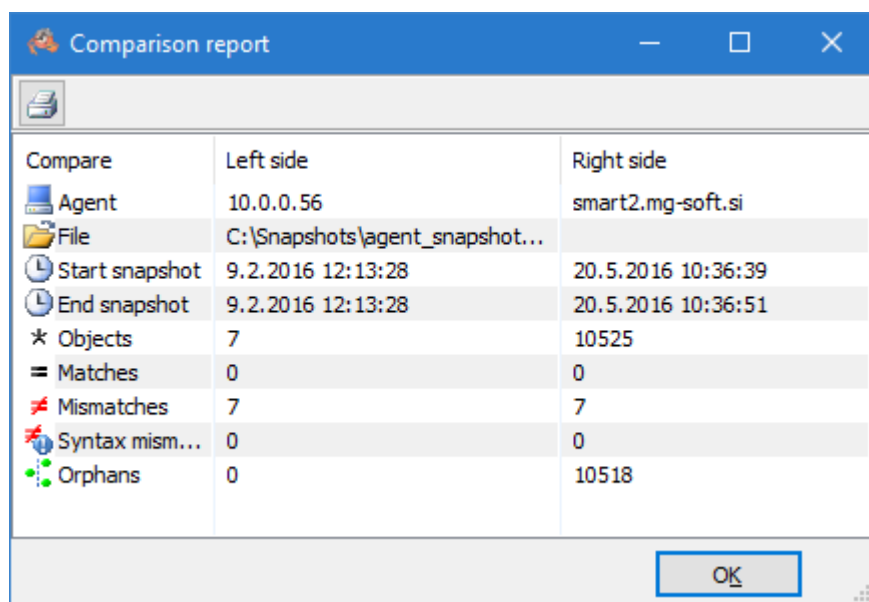 Comparison report
Compare Left side Right side
Agent 10.0.0.56 smart2.mg-soft.si
File C:\Snapshots\agent_snapshot...
Start snapshot 9.2.2016 12:13:28 20.5.2016 10:36:39
End snapshot 9.2.2016 12:13:28 20.5.2016 10:36:51
* Objects 7 10525
= Matches 0 0
≠ Mismatches 7 7
Syntax mism... 0 0
Orphans 0 10518
OK